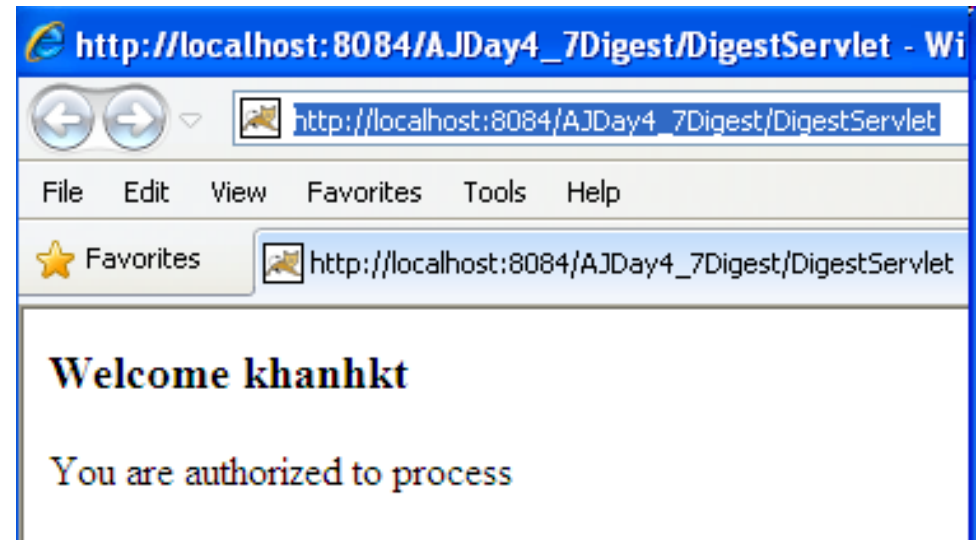 http://localhost:8084/AJDay4_7Digest/DigestServlet - Wi
http://localhost:8084/AJDay4_7Digest/DigestServlet
File Edit View Favorites Tools Help
Favorites http://localhost:8084/AJDay4_7Digest/DigestServlet
Welcome khanhkt
You are authorized to process